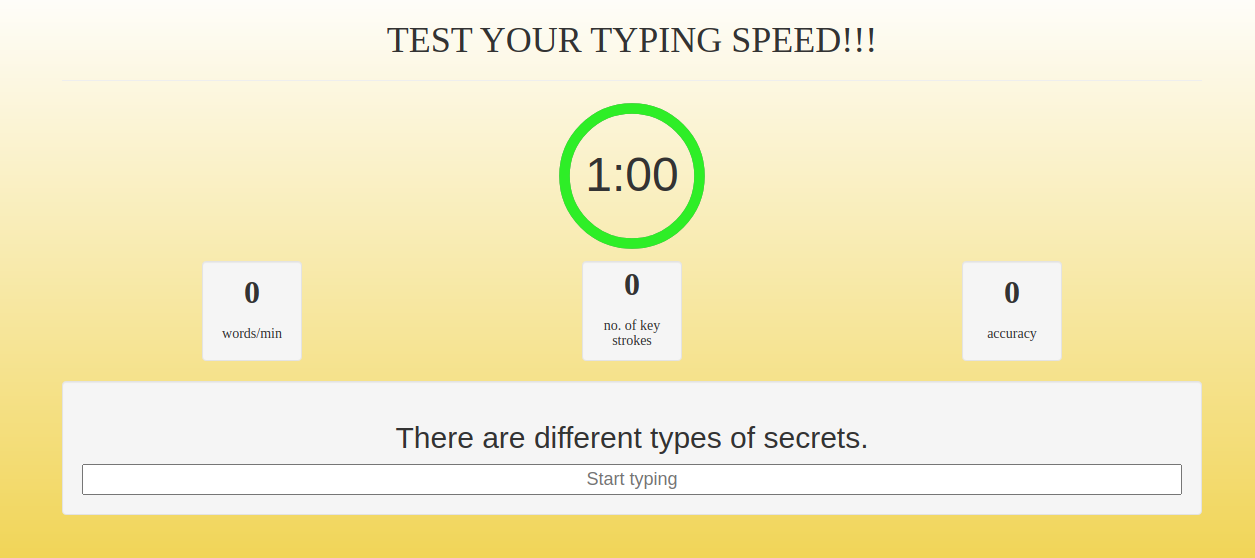 TEST YOUR TYPING SPEED!!!
1:00
0
words/min
0
no. of key
strokes
0
accuracy
There are different types of secrets.
Start typing